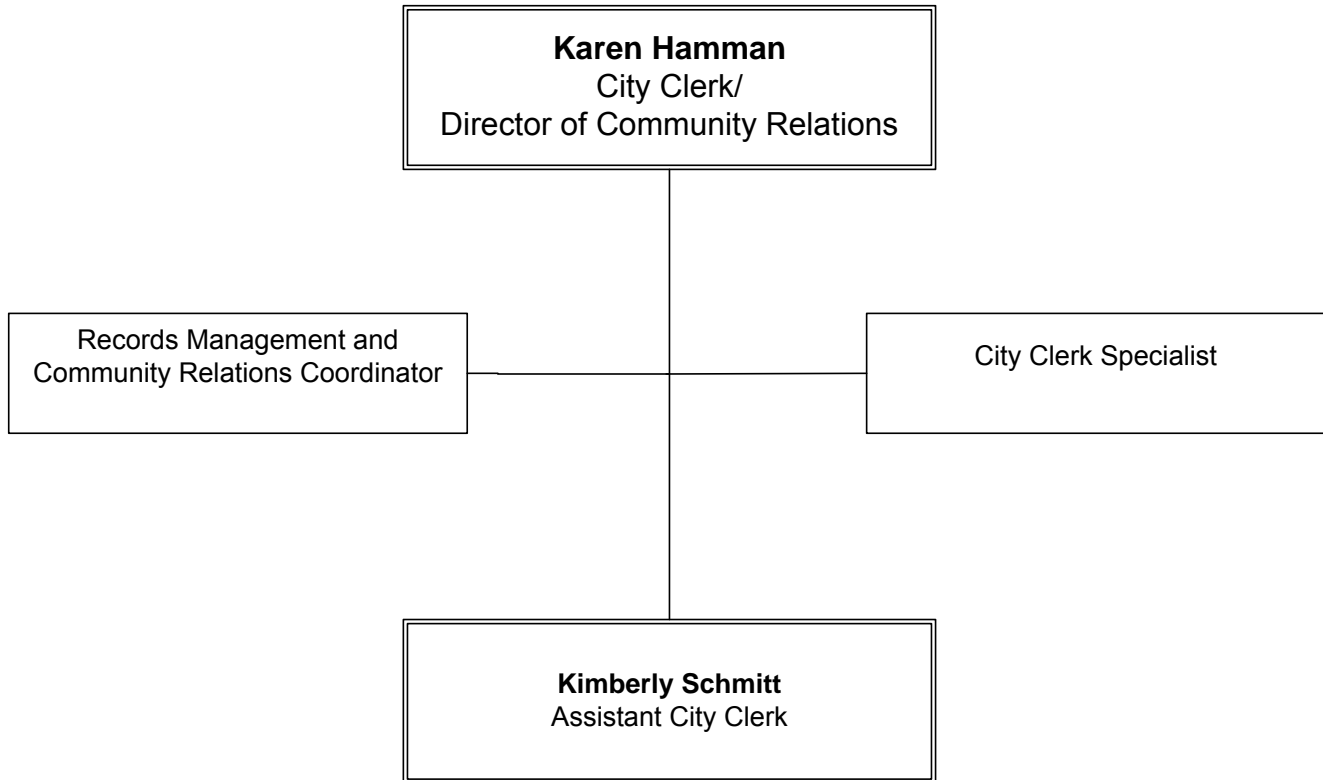 Karen Hamman
City Clerk/
Director of Community Relations
Records Management and
Community Relations Coordinator
City Clerk Specialist
Kimberly Schmitt
Assistant City Clerk